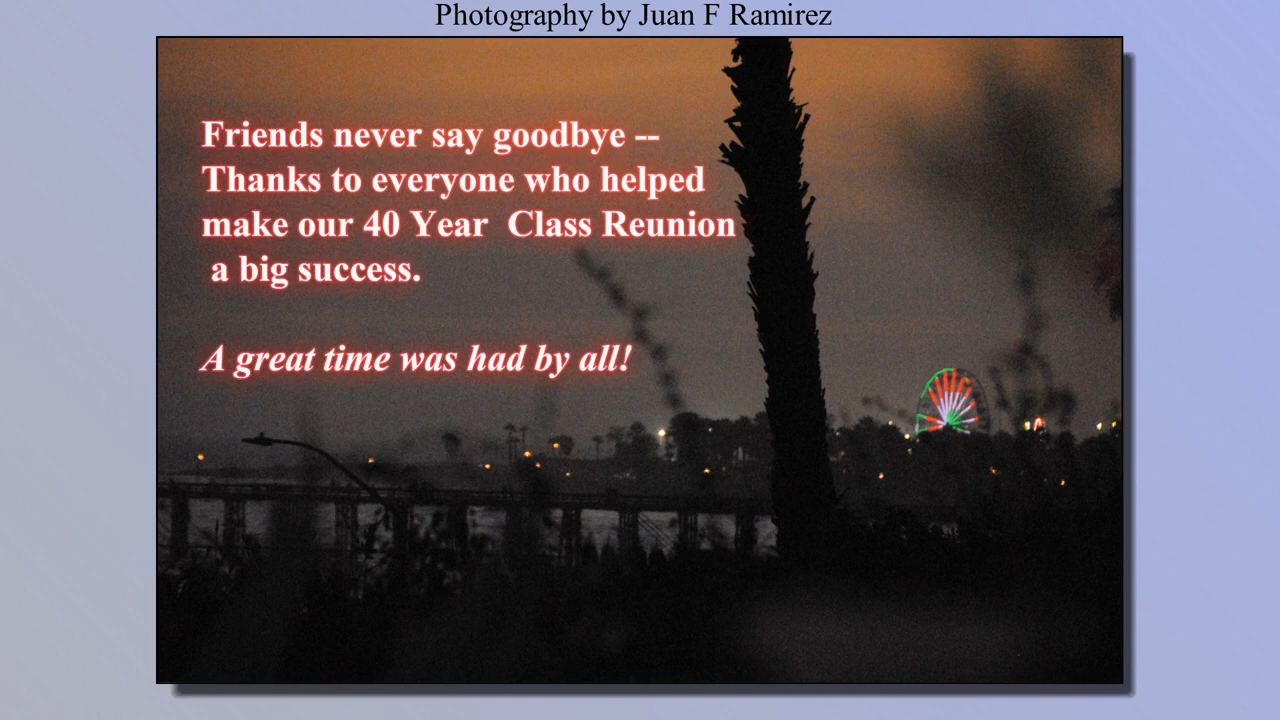 Photography by Juan F Ramirez
Friends never say goodbye --
Thanks to everyone who helped
make our 40 Year  Class Reunion
a big success.
A great time was had by all!